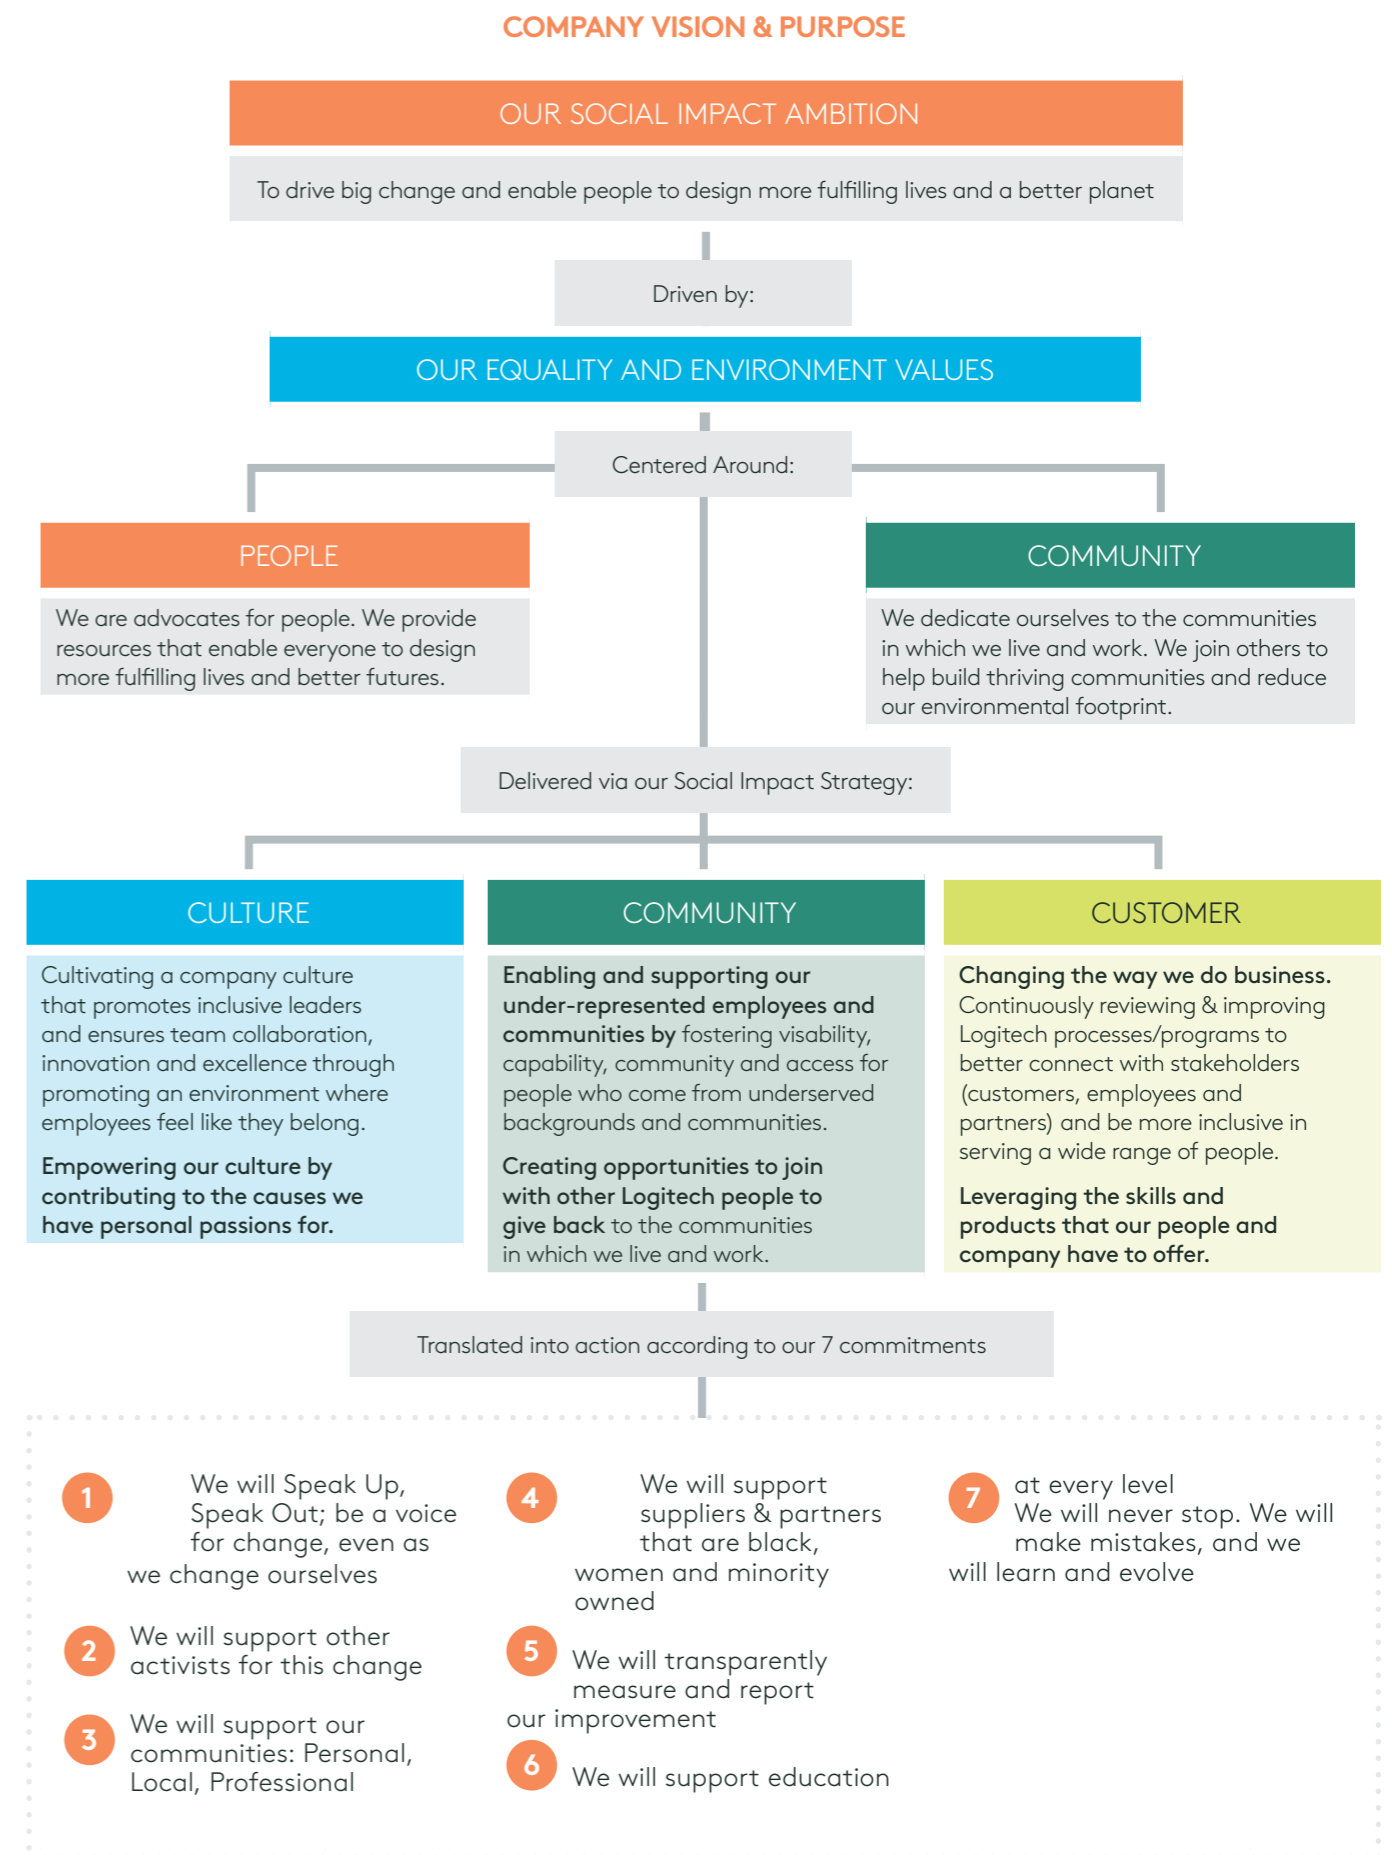 COMPANY VISION & PURPOSE
OUR SOCIAL IMPACT AMBITION
To drive big change and enable people to design more fulfilling lives and a better planet
Driven by:
OUR EQUALITY AND ENVIRONMENT VALUES
Centered Around:
PEOPLE
We are advocates for people. We provide
resources that enable everyone to design
more fulfilling lives and better futures.
COMMUNITY
We dedicate ourselves to the communities
in which we live and work. We join others to
help build thriving communities and reduce
our environmental footprint.
Delivered via our Social Impact Strategy:
CULTURE
Cultivating a company culture
that promotes inclusive leaders
and ensures team collaboration,
innovation and excellence through
promoting an environment where
employees feel like they belong.
Empowering our culture by
contributing to the causes we
have personal passions for.
COMMUNITY
Enabling and supporting our
under-represented employees and
communities by fostering visability,
capability, community and access for
people who come from underserved
backgrounds and communities.
Creating opportunities to join
with other Logitech people to
give back to the communities
in which we live and work.
CUSTOMER
Changing the way we do business.
Continuously reviewing & improving
Logitech processes/programs to
better connect with stakeholders
(customers, employees and
partners) and be more inclusive in
serving a wide range of people.
Leveraging the skills and
products that our people and
company have to offer.
Translated into action according to our 7 commitments
1 We will Speak Up,
Speak Out; be a voice
for change, even as
we change ourselves
2 We will support other
activists for this change
3 We will support our
communities: Personal,
Local, Professional
4 We will support
suppliers & partners
that are black,
women and minority
owned
5 We will transparently
measure and report
our improvement
6 We will support education
7 at every level
We will never stop. We will
make mistakes, and we
will learn and evolve